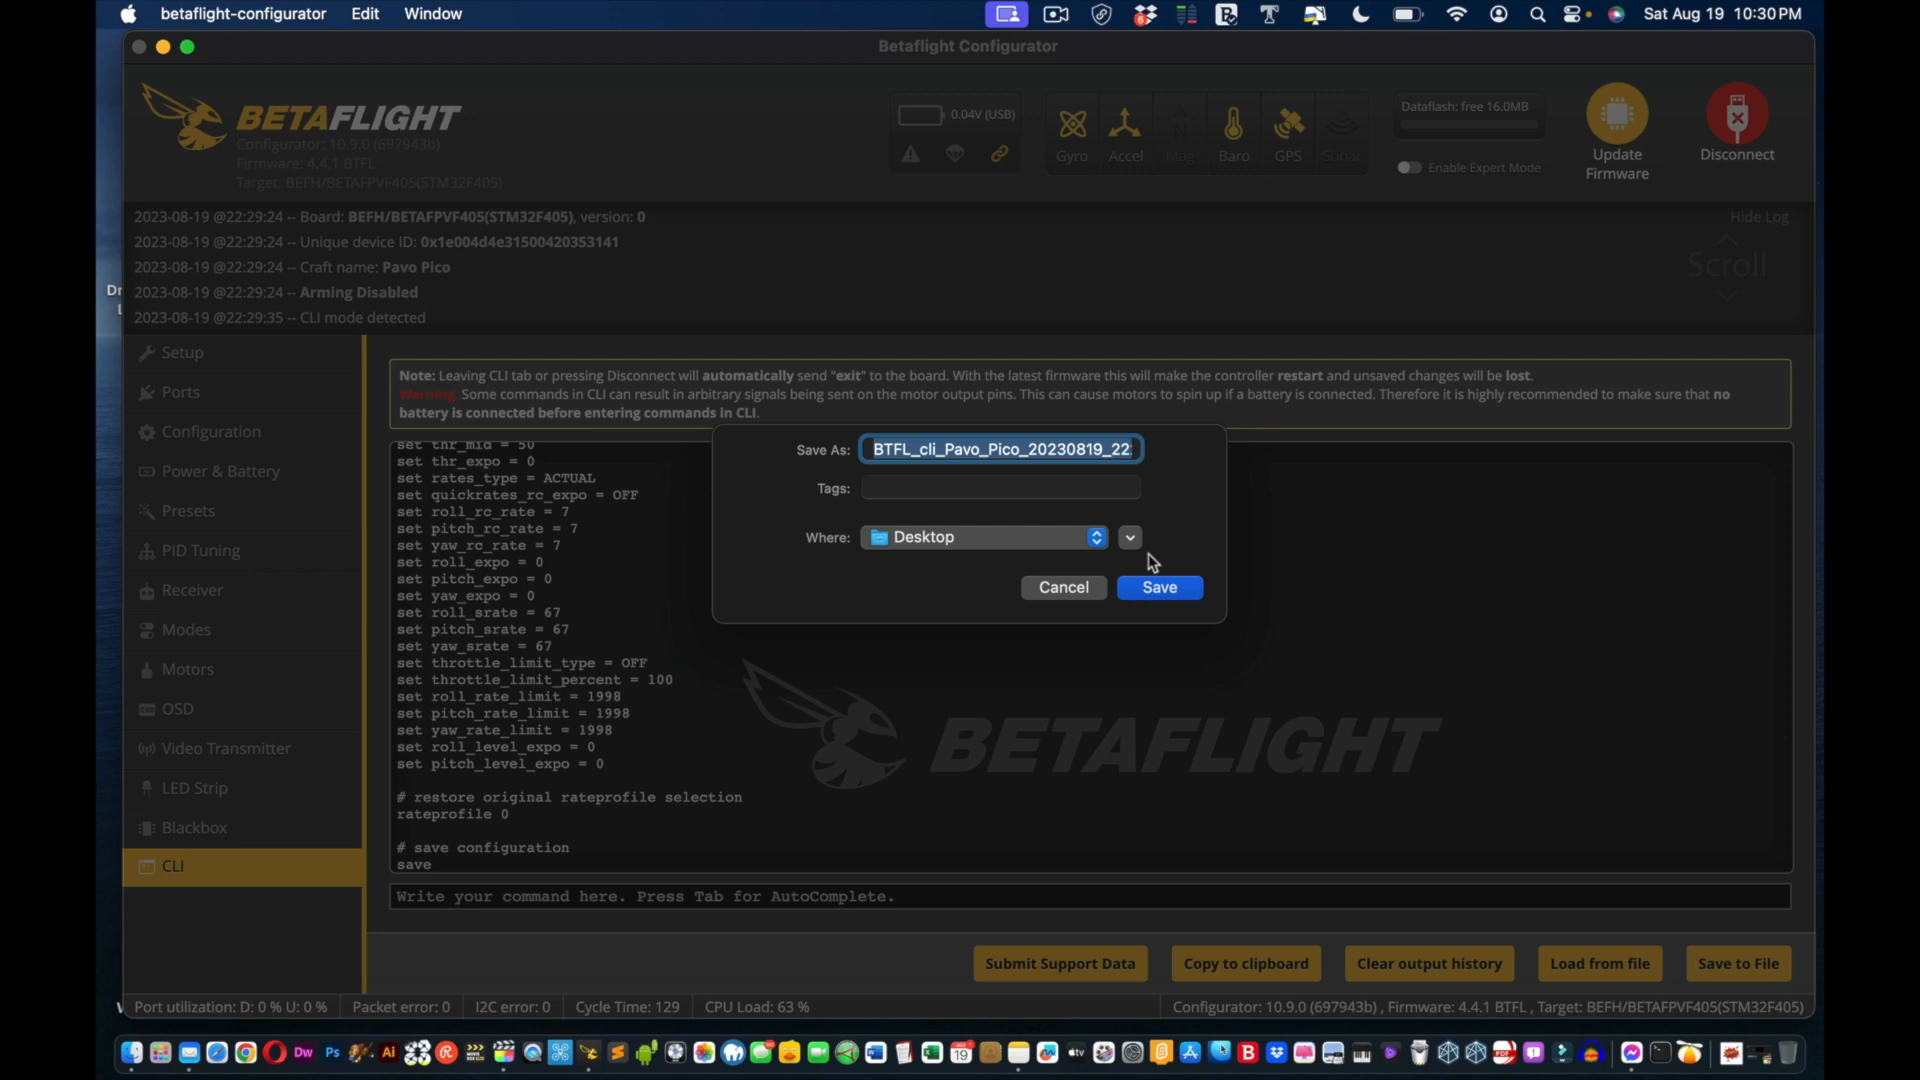 betaflight-configurator Edit Window
6
Sat Aug 19 10:30 PM
Betaflight Configurator
BETAFLIGHT
Configurator: 10.9.0 (697943b)
Firmware: 4.4.1 BTFL
Target: BEFH/BETAFPVF405(STM32F405)
0.04V (USB)
Gyro Accel Mag Baro GPS Sonar
Dataflash: free 16.0MB
Enable Expert Mode
Update
Firmware
Disconnect
2023-08-19 @22:29:24 -- Board: BEFH/BETAFPVF405(STM32F405), version: 0
Hide Log
2023-08-19 @22:29:24 -- Unique device ID: 0x1e004d4e31500420353141
2023-08-19 @22:29:24 -- Craft name: Pavo Pico
Scroll
2023-08-19 @22:29:24 -- Arming Disabled
2023-08-19 @22:29:35 -- CLI mode detected
Setup
Ports
Configuration
Power & Battery
Presets
PID Tuning
Receiver
Modes
Motors
OSD
Video Transmitter
LED Strip
Blackbox
CLI
Note: Leaving CLI tab or pressing Disconnect will automatically send "exit" to the board. With the latest firmware this will make the controller restart and unsaved changes will be lost.
Warning: Some commands in CLI can result in arbitrary signals being sent on the motor output pins. This can cause motors to spin up if a battery is connected. Therefore it is highly recommended to make sure that no
battery is connected before entering commands in CLI.
set thr_mid = 50
set thr_expo = 0
set rates_type = ACTUAL
set quickrates_rc_expo = OFF
set roll_rc_rate = 7
set pitch_rc_rate = 7
set yaw_rc_rate = 7
set roll_expo = 0
set pitch_expo = 0
set yaw_expo = 0
set roll_srate = 67
set pitch_srate = 67
set yaw_srate = 67
set throttle_limit_type = OFF
set throttle_limit_percent = 100
set roll_rate_limit = 1998
set pitch_rate_limit = 1998
set yaw_rate_limit = 1998
set roll_level_expo = 0
set pitch_level_expo = 0
# restore original rateprofile selection
rateprofile 0
# save configuration
save
BETAFLIGHT
Save As: BTFL_cli_Pavo_Pico_20230819_22
Tags:
Where: Desktop
Cancel Save
Write your command here. Press Tab for AutoComplete.
Submit Support Data
Copy to clipboard
Clear output history
Load from file
Save to File
Port utilization: D: 0 % U: 0 %
Packet error: 0
I2C error: 0
Cycle Time: 129
CPU Load: 63 %
Configurator: 10.9.0 (697943b) , Firmware: 4.4.1 BTFL , Target: BEFH/BETAFPVF405(STM32F405)
Dw Ps Ai
19
tv
B